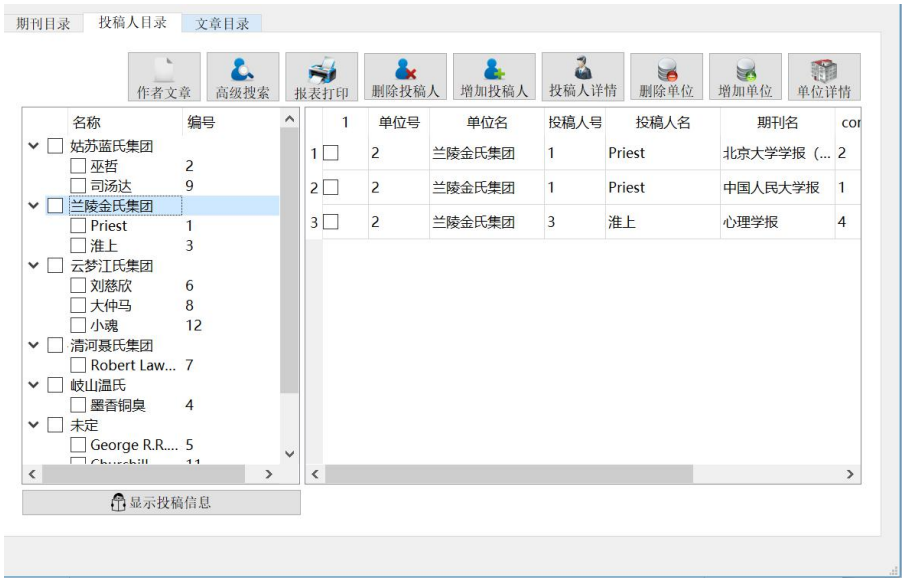 期刊目录 投稿人目录 文章目录
作者文章 高级搜索 报表打印 删除投稿人 增加投稿人 投稿人详情 删除单位 增加单位 单位详情
名称 编号
姑苏蓝氏集团
巫哲 2
司汤达 9
兰陵金氏集团
Priest 1
淮上 3
云梦江氏集团
刘慈欣 6
大仲马 8
小魂 12
清河聂氏集团
Robert Law... 7
岐山温氏
墨香铜臭 4
未定
George R.R.... 5
Churchill 11
1 单位号 单位名 投稿人号 投稿人名 期刊名 cor
1 2 兰陵金氏集团 1 Priest 北京大学学报（... 2
2 2 兰陵金氏集团 1 Priest 中国人民大学学报 1
3 2 兰陵金氏集团 3 淮上 心理学报 4
显示投稿信息